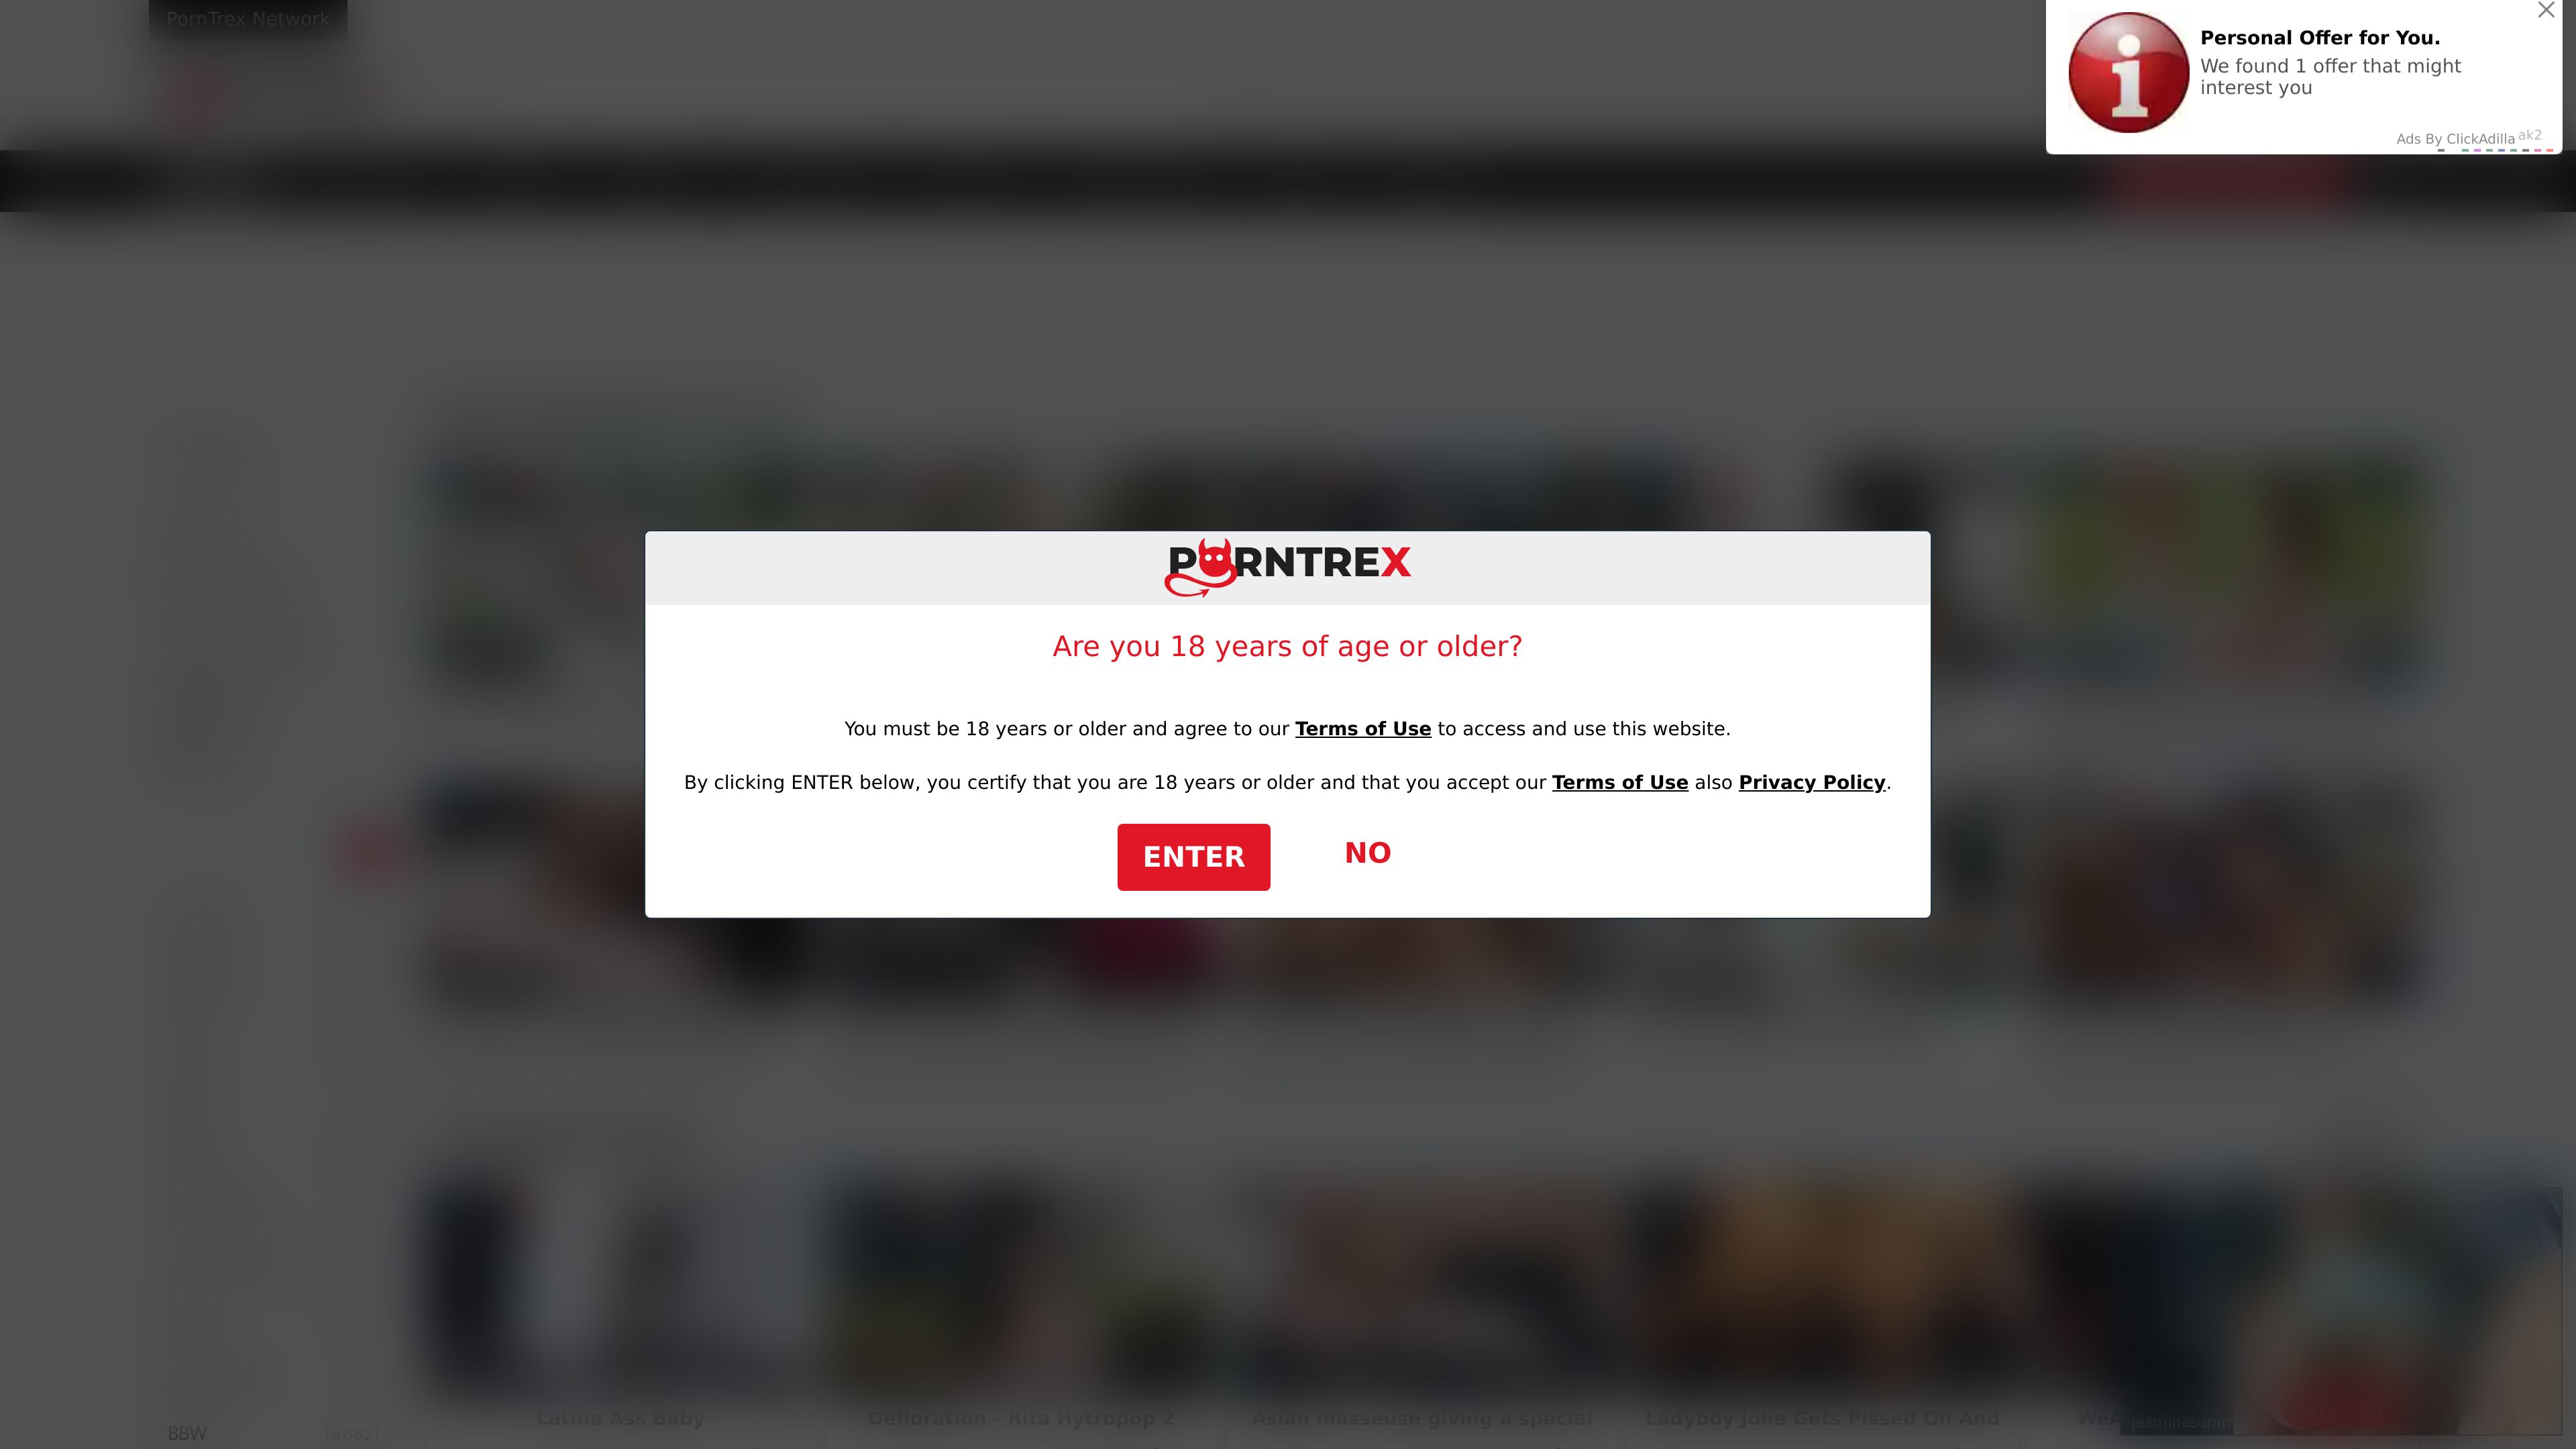 PornTrex Network
Personal Offer for You.
We found 1 offer that might
interest you
Ads By ClickAdilla ak2
PORNTREX
Are you 18 years of age or older?
You must be 18 years or older and agree to our Terms of Use to access and use this website.
By clicking ENTER below, you certify that you are 18 years or older and that you accept our Terms of Use also Privacy Policy.
ENTER
NO
Latina Ass Baby
Defloration - Rita Hytropop 2
Asian masseuse giving a special
Ladyboy Jolie Gets Pissed On And
BBW